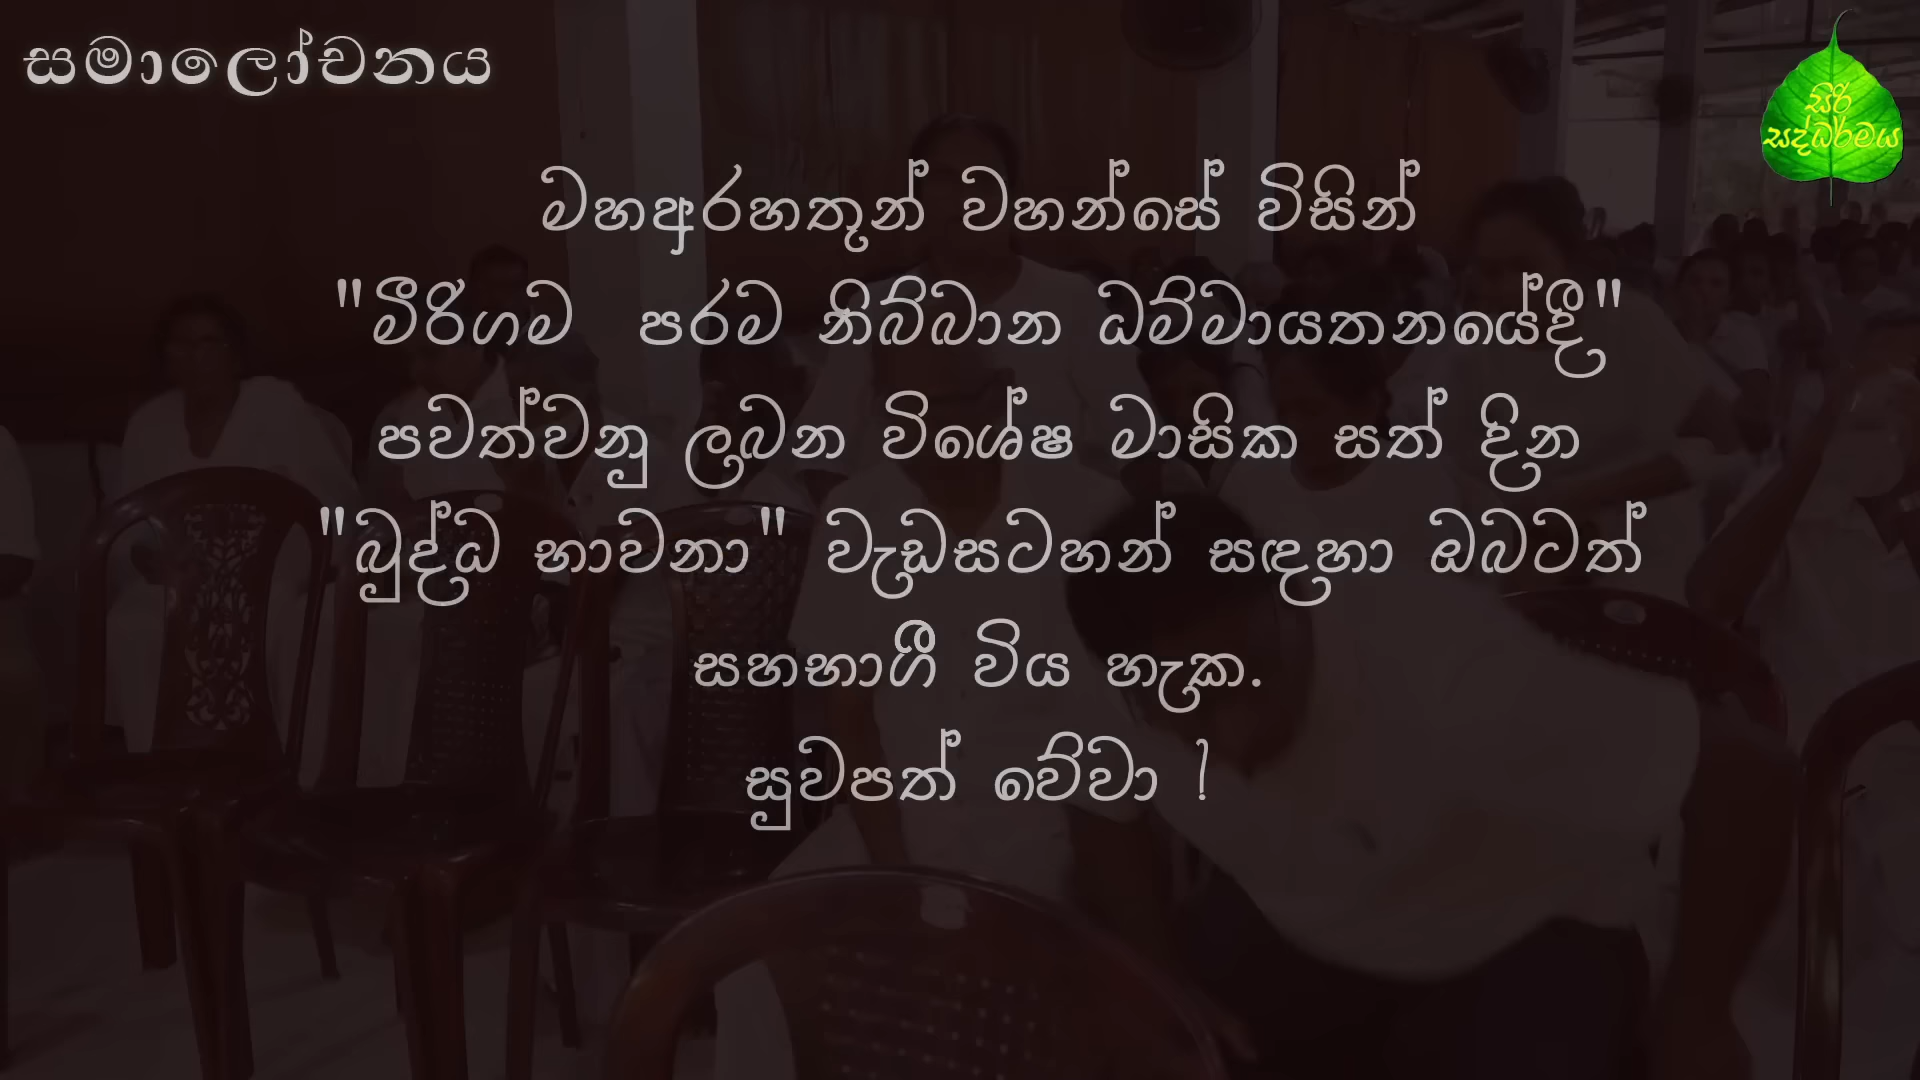 සමාලෝචනය
සිරි
සද්ධර්මය
මහඅරහතූන් වහන්සේ විසින්
"මීරිගම පරම නිබ්බාන ධම්මායතනයේදී"
පවත්වනු ලබන විශේෂ මාසික සත් දින
"බුද්ධ භාවනා" වැඩසටහන් සඳහා ඔබටත්
සහභාගී විය හැක.
සුවපත් වේවා !